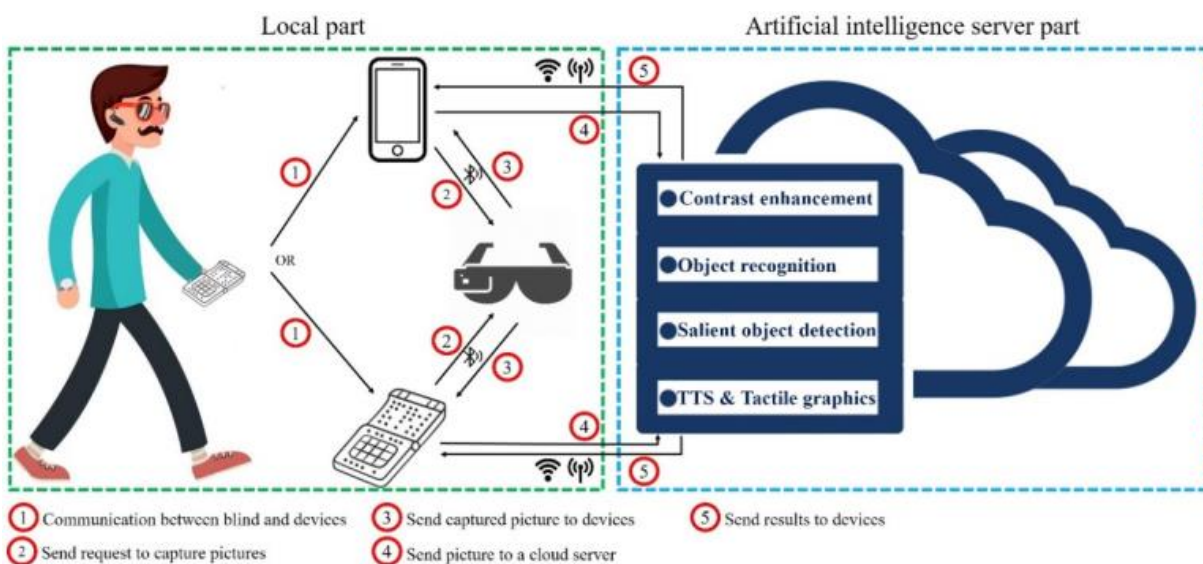 Local part
Artificial intelligence server part
5
4
1
3
2
OR
Contrast enhancement
Object recognition
Salient object detection
TTS & Tactile graphics
1
2
3
4
5
1 Communication between blind and devices
3 Send captured picture to devices
5 Send results to devices
2 Send request to capture pictures
4 Send picture to a cloud server